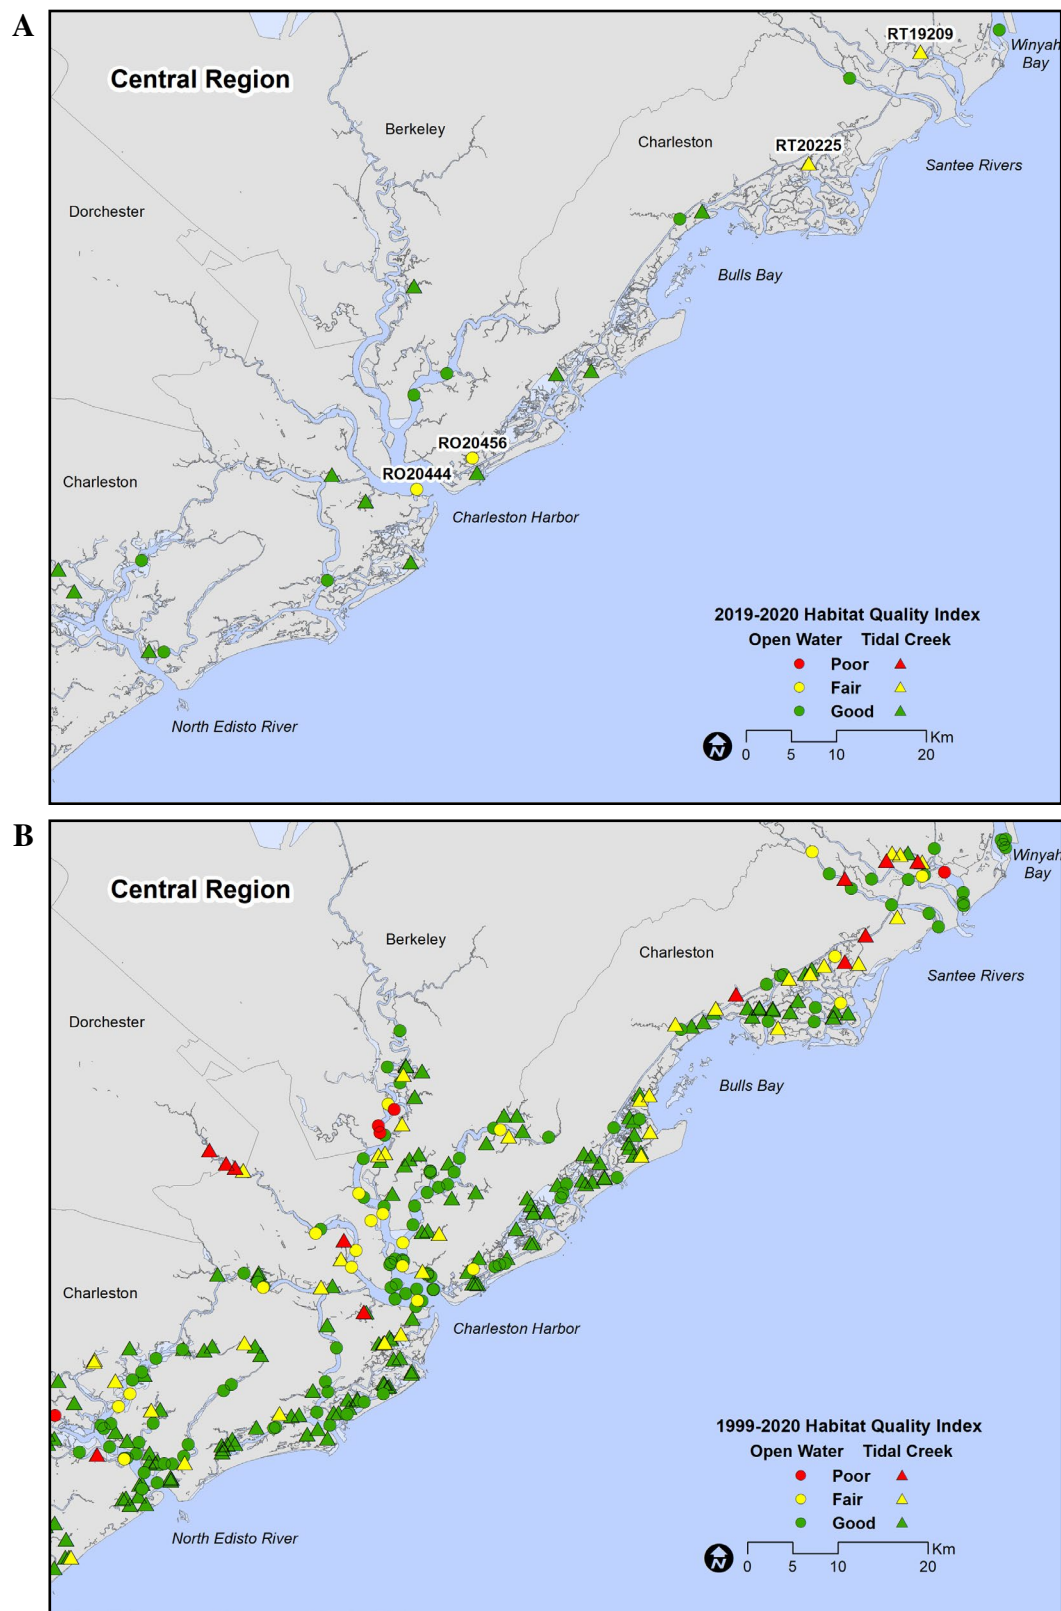 A
Central Region
RT19209
Winyah
Bay
Berkeley
Charleston
RT20225
Santee Rivers
Dorchester
Bulls Bay
RO20456
RO20444
Charleston
Charleston Harbor
2019-2020 Habitat Quality Index
Open Water Tidal Creek
Poor
Fair
Good
North Edisto River
N
Km
0 5 10 20
B
Central Region
Winyah
Bay
Berkeley
Charleston
Santee Rivers
Dorchester
Bulls Bay
Charleston
Charleston Harbor
1999-2020 Habitat Quality Index
Open Water Tidal Creek
Poor
Fair
Good
North Edisto River
N
Km
0 5 10 20